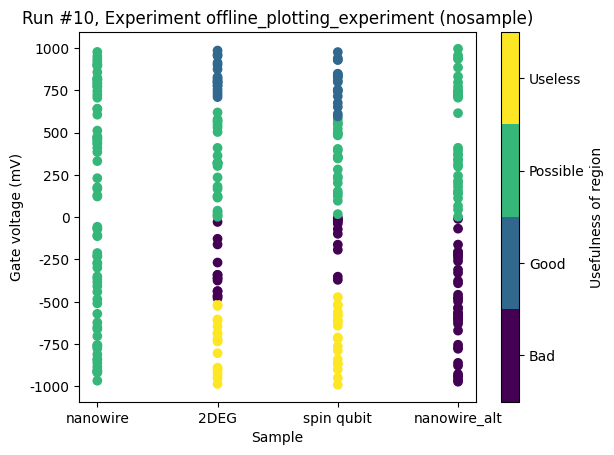 Run #10, Experiment offline_plotting_experiment (nosample)
1000
750
500
250
0
-250
-500
-750
-1000
Gate voltage (mV)
nanowire
2DEG
spin qubit
nanowire_alt
Sample
Useless
Possible
Good
Bad
Usefulness of region